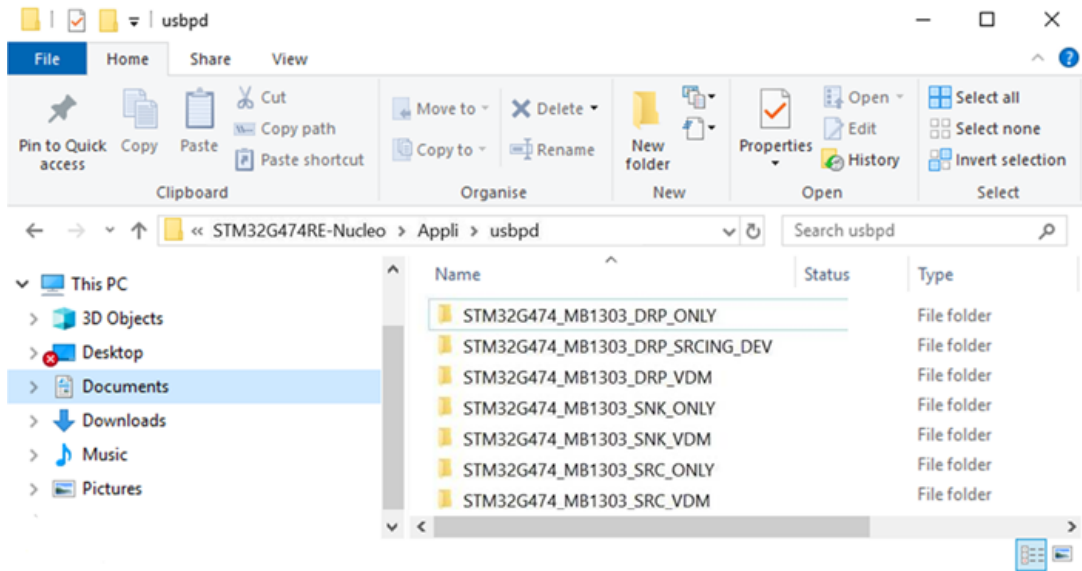 usbpd
File Home Share View
Pin to Quick access
Copy
Paste
Cut
Copy path
Paste shortcut
Clipboard
Move to
Copy to
Delete
Rename
Organise
New folder
New
Properties
Open
Edit
History
Open
Select all
Select none
Invert selection
Select
« STM32G474RE-Nucleo > Appli > usbpd
Search usbpd
This PC
3D Objects
Desktop
Documents
Downloads
Music
Pictures
Name Status Type
STM32G474_MB1303_DRP_ONLY File folder
STM32G474_MB1303_DRP_SRCING_DEV File folder
STM32G474_MB1303_DRP_VDM File folder
STM32G474_MB1303_SNK_ONLY File folder
STM32G474_MB1303_SNK_VDM File folder
STM32G474_MB1303_SRC_ONLY File folder
STM32G474_MB1303_SRC_VDM File folder